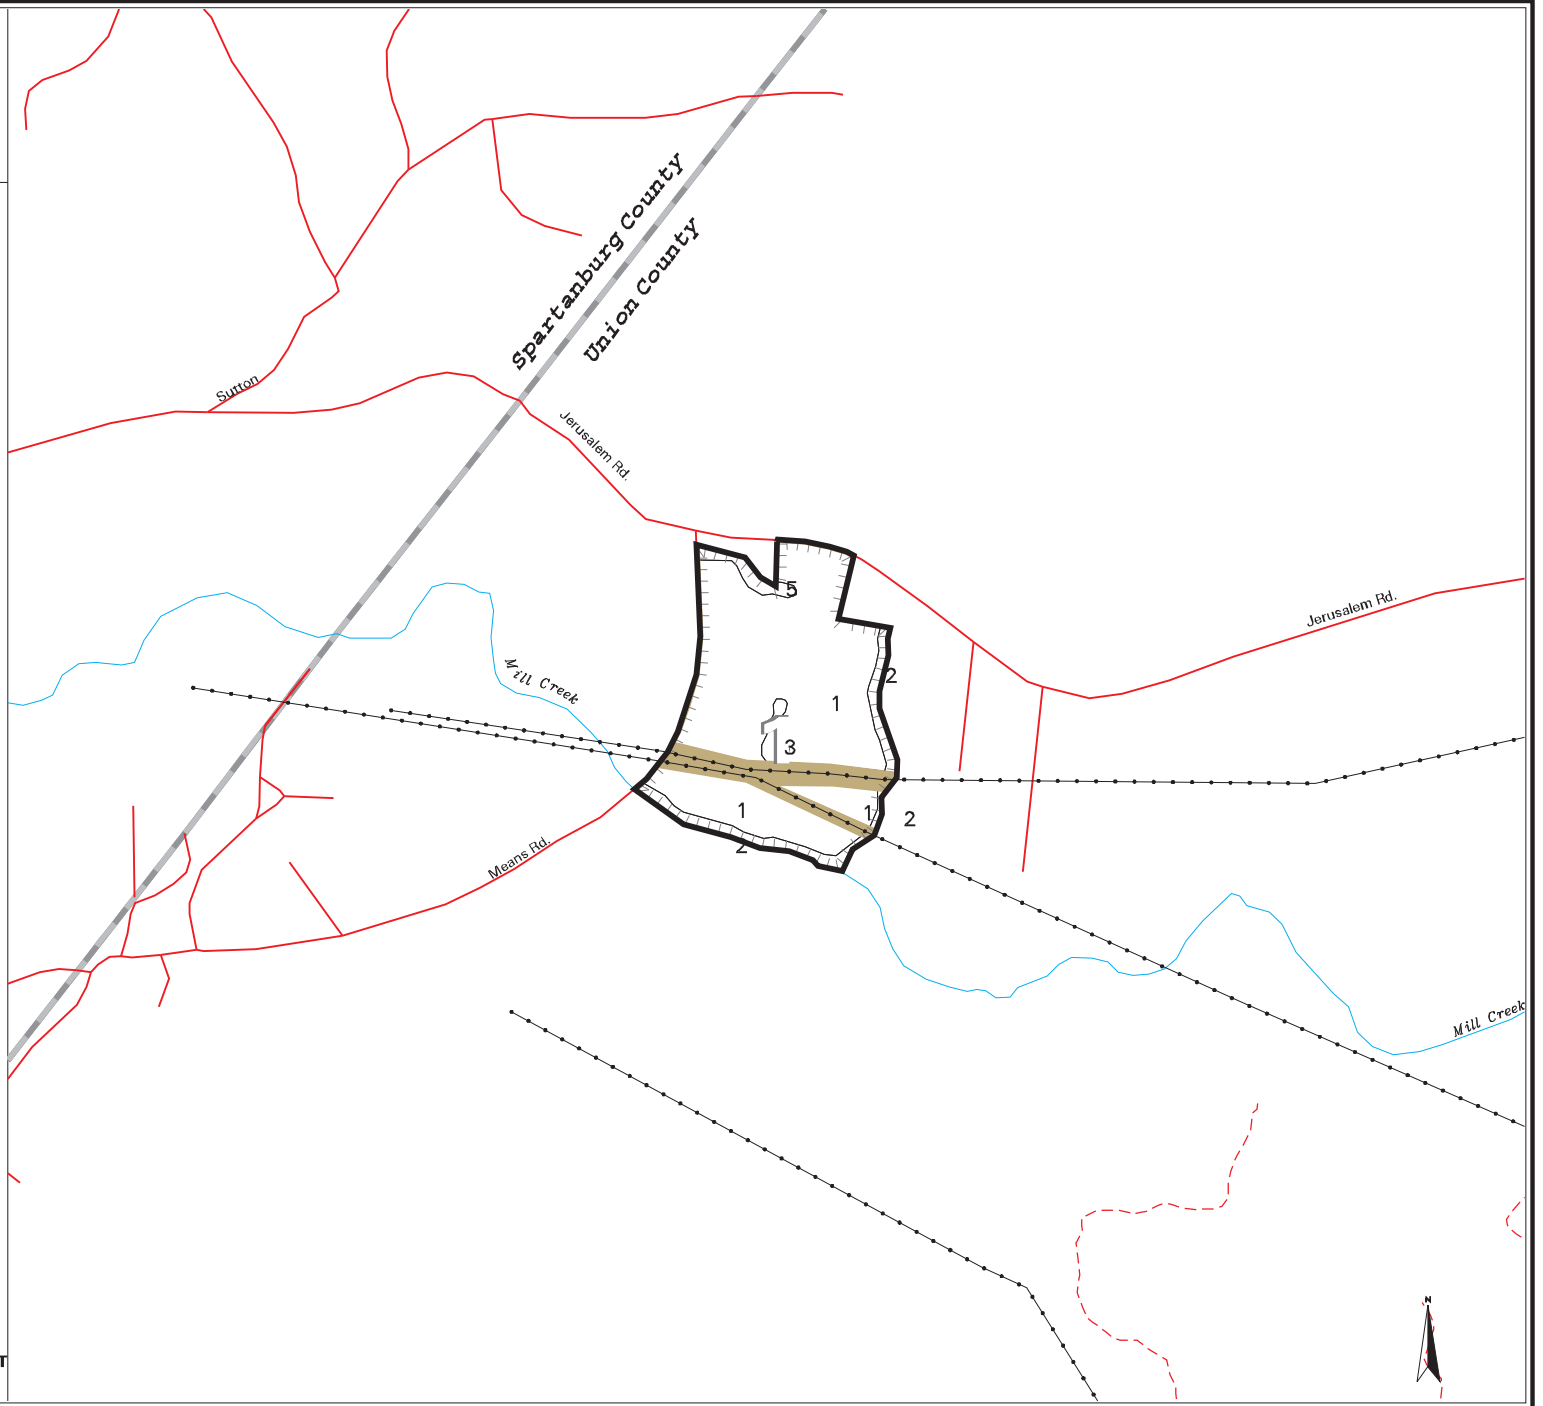 Spartanburg County
Union County
Sutton
Jerusalem Rd.
5
Jerusalem Rd.
Mill Creek
2
1
3
1
1
2
2
Means Rd.
Mill Creek
N
T